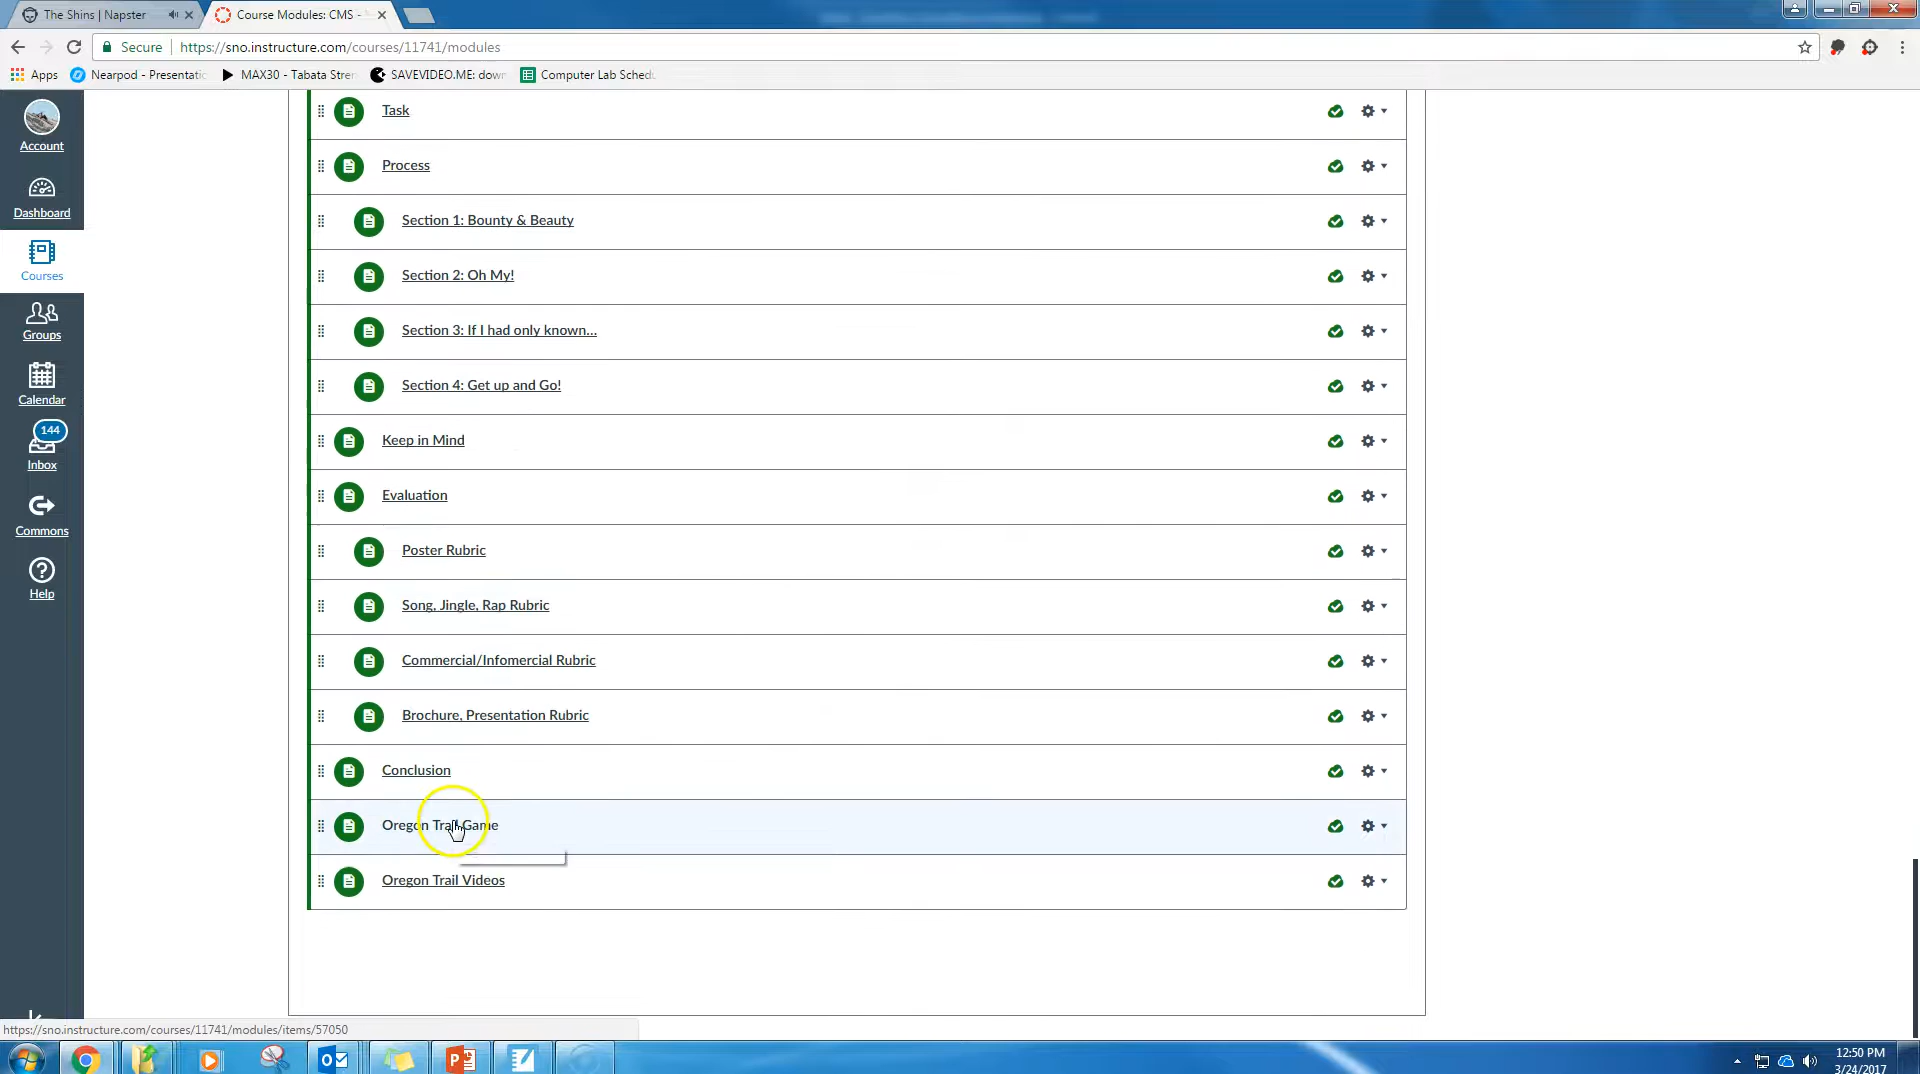 The Shins | Napster
Course Modules: CMS -
Secure
https://sno.instructure.com/courses/11741/modules
Apps
Nearpod - Presentatic
MAX30 - Tabata Stren
SAVEVIDEO.ME: dow
Computer Lab Sched
Account
Dashboard
Courses
Groups
Calendar
144
Inbox
Commons
Help
Task
Process
Section 1: Bounty & Beauty
Section 2: Oh My!
Section 3: If I had only known...
Section 4: Get up and Go!
Keep in Mind
Evaluation
Poster Rubric
Song, Jingle, Rap Rubric
Commercial/Infomercial Rubric
Brochure, Presentation Rubric
Conclusion
Oregon Trail Game
Oregon Trail Videos
https://sno.instructure.com/courses/11741/modules/items/57050
12:50 PM
3/24/2017